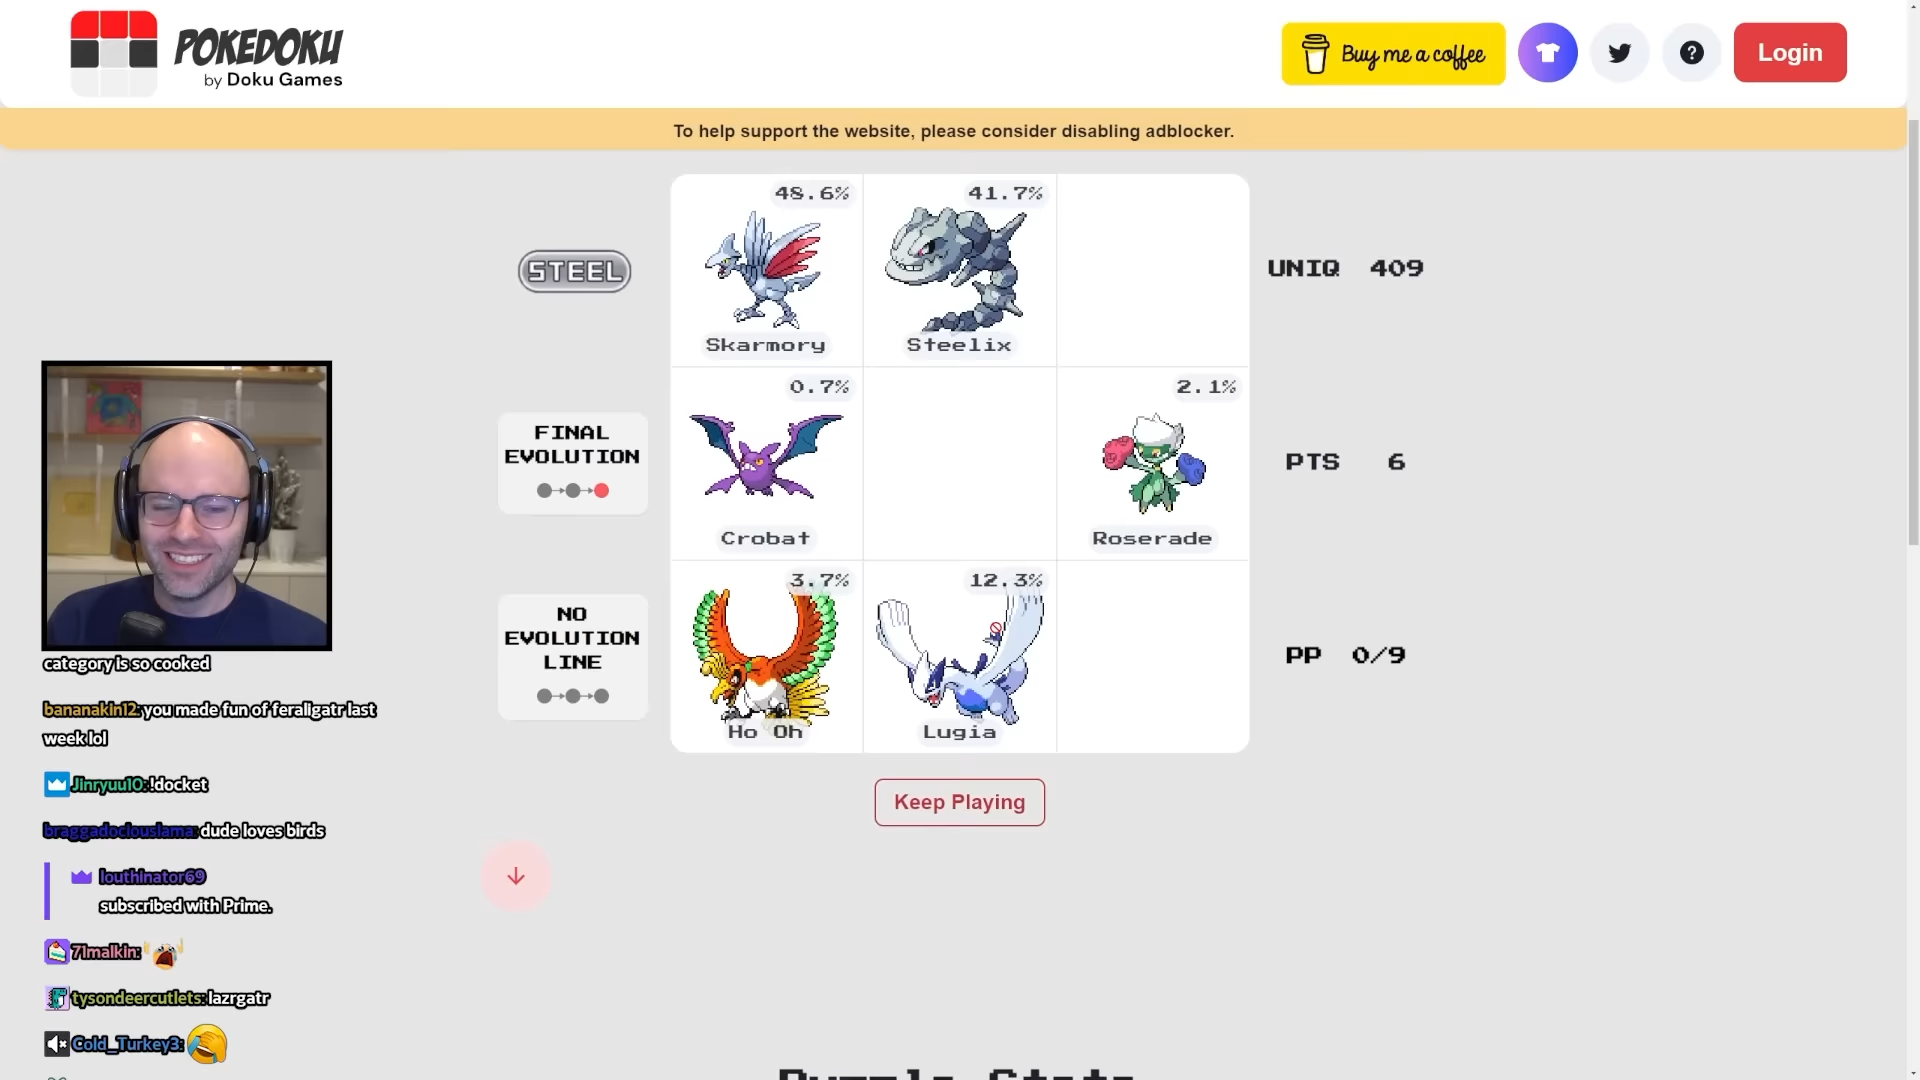 POKEDOKU
by Doku Games
Buy me a coffee
?
Login
To help support the website, please consider disabling adblocker.
STEEL
48.6%
Skarmory
41.7%
Steelix
UNIQ 409
FINAL
EVOLUTION
0.7%
Crobat
2.1%
Roserade
PTS 6
NO
EVOLUTION
LINE
3.7%
Ho Oh
12.3%
Lugia
PP 0/9
Keep Playing
category is so cooked
bananakin12: you made fun of feraligatr last
week lol
Jinryuu10: !docket
braggadociouslama: dude loves birds
louthinator69
subscribed with Prime.
71malkin:
tysondeercutlets: lazrgatr
Cold_Turkey3:
Puzzle Stats